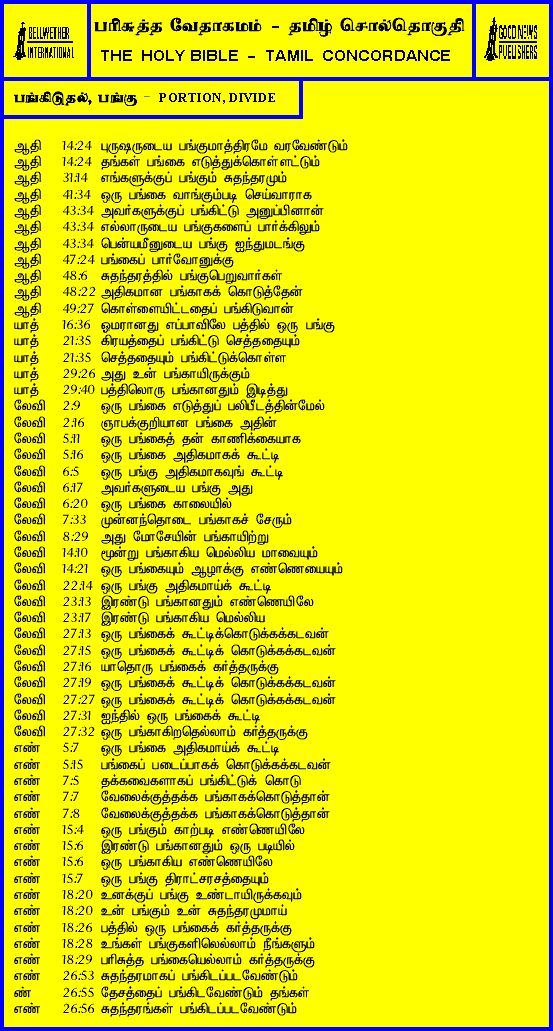 BELLWETHER
INTERNATIONAL
பரிசுத்த வேதாகமம் - தமிழ் சொல்தொகுதி
THE HOLY BIBLE - TAMIL CONCORDANCE
GOOD NEWS
PUBLISHERS
பங்கிடுதல், பங்கு - PORTION, DIVIDE
ஆதி 14:24 புருஷருடைய பங்குமாத்திரமே வரவேண்டும்
ஆதி 14:24 தங்கள் பங்கை எடுத்துக்கொள்ளட்டும்
ஆதி 31:14 எங்களுக்குப் பங்கும் சுதந்தரமும்
ஆதி 41:34 ஒரு பங்கை வாங்கும்படி செய்வாராக
ஆதி 43:34 அவர்களுக்குப் பங்கிட்டு அனுப்பினான்
ஆதி 43:34 எல்லாருடைய பங்குகளைப் பார்க்கிலும்
ஆதி 43:34 பென்யமீனுடைய பங்கு ஐந்துமடங்கு
ஆதி 47:24 பங்கைப் பார்வோனுக்கு
ஆதி 48:6 சுதந்தரத்தில் பங்குபெறுவார்கள்
ஆதி 48:22 அதிகமான பங்காகக் கொடுத்தேன்
ஆதி 49:27 கொள்ளையிட்டதைப் பங்கிடுவான்
யாத் 16:36 ஓமரானது எப்பாவிலே பத்தில் ஒரு பங்கு
யாத் 21:35 கிரயத்தைப் பங்கிட்டு செத்ததையும்
யாத் 21:35 செத்ததையும் பங்கிட்டுக்கொள்ள
யாத் 29:26 அது உன் பங்காயிருக்கும்
யாத் 29:40 பத்திலொரு பங்கானதும் இடித்து
லேவி 2:9 ஒரு பங்கை எடுத்துப் பலிபீடத்தின்மேல்
லேவி 2:16 ஞாபக்குறியான பங்கை அதின்
லேவி 5:11 ஒரு பங்கைத் தன் காணிக்கையாக
லேவி 5:16 ஒரு பங்கை அதிகமாகக் கூட்டி
லேவி 6:5 ஒரு பங்கு அதிகமாகவுங் கூட்டி
லேவி 6:17 அவர்களுடைய பங்கு அது
லேவி 6:20 ஒரு பங்கை காலையில்
லேவி 7:33 முன்னந்தொடை பங்காகச் சேரும்
லேவி 8:29 அது மோசேயின் பங்காயிற்று
லேவி 14:10 மூன்று பங்காகிய மெல்லிய மாவையும்
லேவி 14:21 ஒரு பங்கையும் ஆழாக்கு எண்ணெயையும்
லேவி 22:14 ஒரு பங்கு அதிகமாய்க் கூட்டி
லேவி 23:13 இரண்டு பங்கானதும் எண்ணெயிலே
லேவி 23:17 இரண்டு பங்காகிய மெல்லிய
லேவி 27:13 ஒரு பங்கைக் கூட்டிக்கொடுக்கக்கடவன்
லேவி 27:15 ஒரு பங்கைக் கூட்டிக் கொடுக்கக்கடவன்
லேவி 27:16 யாதொரு பங்கைக் கர்த்தருக்கு
லேவி 27:19 ஒரு பங்கைக் கூட்டிக் கொடுக்கக்கடவன்
லேவி 27:27 ஒரு பங்கைக் கூட்டிக் கொடுக்கக்கடவன்
லேவி 27:31 ஐந்தில் ஒரு பங்கைக் கூட்டி
லேவி 27:32 ஒரு பங்காகிறதெல்லாம் கர்த்தருக்கு
எண் 5:7 ஒரு பங்கை அதிகமாய்க் கூட்டி
எண் 5:15 பங்கைப் படைப்பாகக் கொடுக்கக்கடவன்
எண் 7:5 தக்கவைகளாகப் பங்கிட்டுக் கொடு
எண் 7:7 வேலைக்குத்தக்க பங்காகக்கொடுத்தான்
எண் 7:8 வேலைக்குத்தக்க பங்காகக்கொடுத்தான்
எண் 15:4 ஒரு பங்கும் காற்படி எண்ணெயிலே
எண் 15:6 இரண்டு பங்கானதும் ஒரு படியில்
எண் 15:6 ஒரு பங்காகிய எண்ணெயிலே
எண் 15:7 ஒரு பங்கு திராட்சரசத்தையும்
எண் 18:20 உனக்குப் பங்கு உண்டாயிருக்கவும்
எண் 18:20 உன் பங்கும் உன் சுதந்தரமுமாய்
எண் 18:26 பத்தில் ஒரு பங்கைக் கர்த்தருக்கு
எண் 18:28 உங்கள் பங்குகளிலெல்லாம் நீங்களும்
எண் 18:29 பரிசுத்த பங்கையெல்லாம் கர்த்தருக்கு
எண் 26:53 சுதந்தரமாகப் பங்கிடப்படவேண்டும்
ண் 26:55 தேசத்தைப் பங்கிடவேண்டும் தங்கள்
எண் 26:56 சுதந்தரங்கள் பங்கிடப்படவேண்டும்